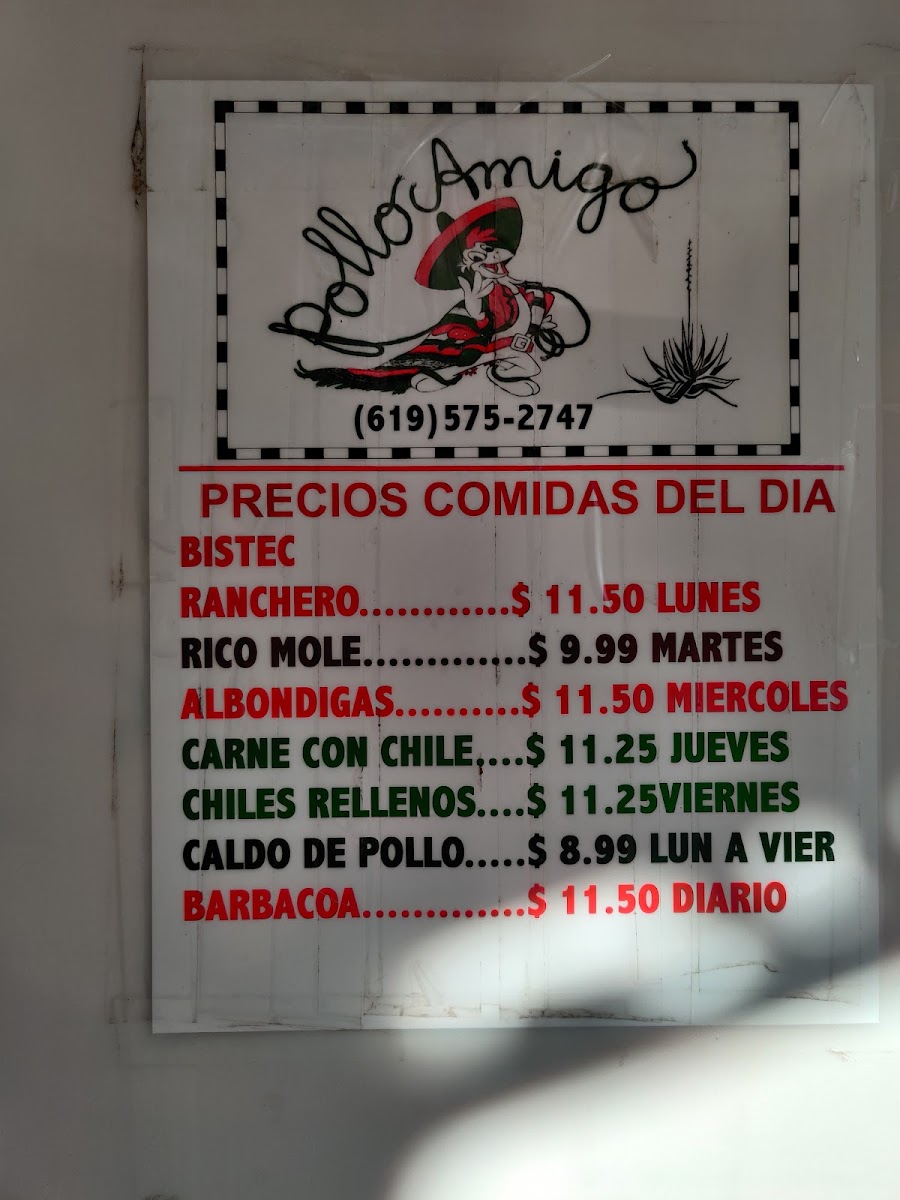 Pollo Amigo
(619)575-2747
PRECIOS COMIDAS DEL DIA
BISTEC
RANCHERO............$ 11.50 LUNES
RICO MOLE.............$ 9.99 MARTES
ALBONDIGAS..........$ 11.50 MIERCOLES
CARNE CON CHILE....$ 11.25 JUEVES
CHILES RELLENOS....$ 11.25VIERNES
CALDO DE POLLO.....$ 8.99 LUN A VIER
BARBACOA.............$ 11.50 DIARIO